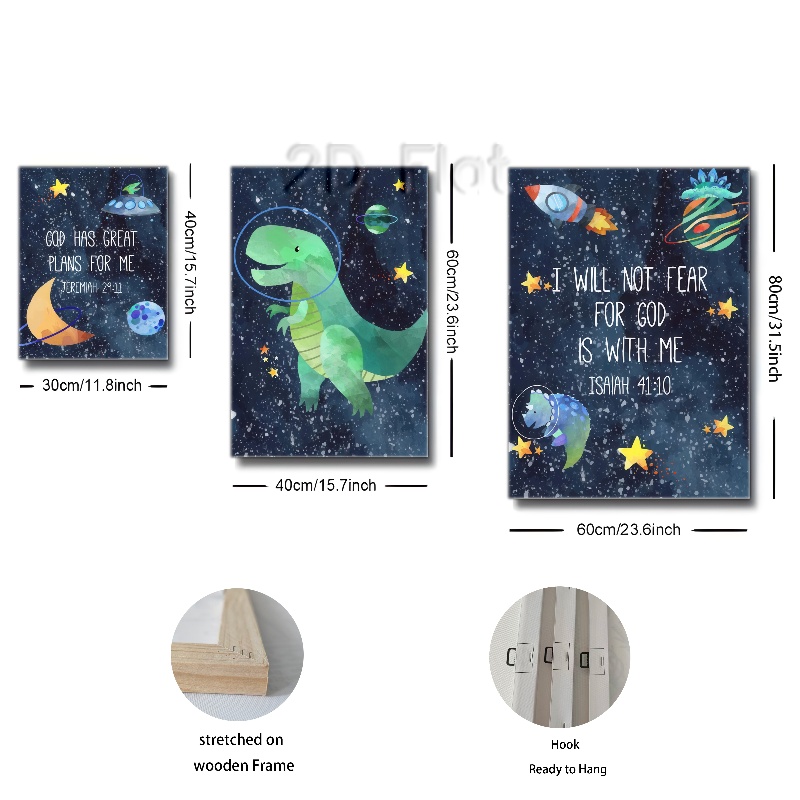 2D Flat
GOD HAS GREAT
PLANS FOR ME
JEREMIAH 29:11
40cm/15.7inch
30cm/11.8inch
60cm/23.6inch
40cm/15.7inch
I WILL NOT FEAR
FOR GOD
IS WITH ME
ISAIAH 41:10
80cm/31.5inch
60cm/23.6inch
stretched on
wooden Frame
Hook
Ready to Hang